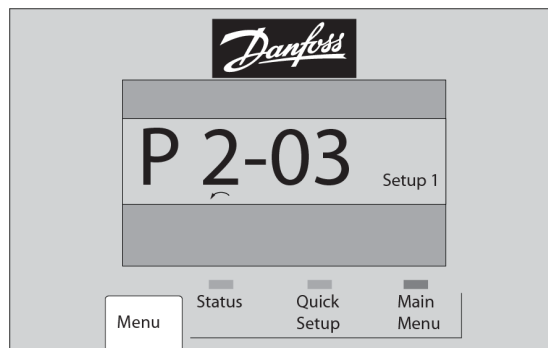 Danfoss
P 2-03
Setup 1
Menu
Status
Quick
Setup
Main
Menu